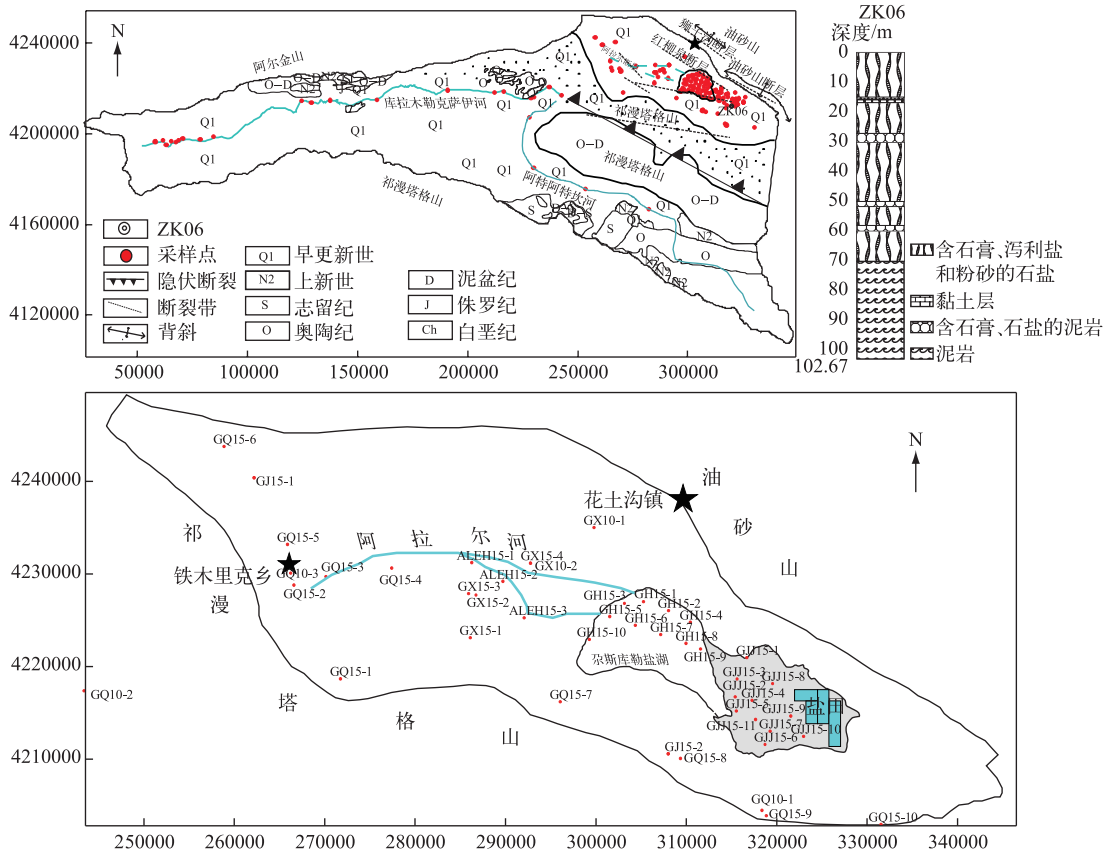 ZK06
深度/m
0
10
20
30
40
50
60
70
80
90
100
102.67
含石膏、泻利盐
和粉砂的石盐
黏土层
含石膏、石盐的泥岩
泥岩
4240000
4200000
4160000
4120000
50000
100000
150000
200000
250000
300000
N
阿尔金山
O-D
N2
Q1
库拉木勒克萨伊河
祁漫塔格山
阿特阿特坎河
红柳泉断层
油砂山
油砂山断层
ZK06
祁漫塔格山
O-D
祁漫塔格山
O-D
Q1
S
N2
Q
S
O
N2
O
N2
N2
ZK06
采样点
隐伏断裂
断裂带
背斜
Q1 早更新世
N2 上新世
S 志留纪
O 奥陶纪
D 泥盆纪
J 侏罗纪
Ch 白垩纪
4240000
4230000
4220000
4210000
250000
260000
270000
280000
290000
300000
310000
320000
330000
340000
N
GQ15-6
GJ15-1
花土沟镇
油
砂
山
GX10-1
祁
漫
塔
格
山
GQ15-5
铁木里克乡
GQ10-3
GQ15-2
GQ15-3
阿拉尔河
GQ15-4
ALEH15-1
GX15-4
GX10-2
ALEH15-2
GX15-3
GX15-2
ALEH15-3
GX15-1
GH15-3
GH15-1
GH15-5
GH15-2
GH15-6
GH15-4
GH15-7
GH15-10
GH15-8
GH15-9
尕斯库勒盐湖
GJJ15-1
GJJ15-3
GJJ15-8
GJJ15-2
GJJ15-4
GJJ15-5
GJJ15-9
盐田
GJJ15-11
GJJ15-7
GJJ15-10
GJJ15-6
GQ15-1
GQ10-2
GQ15-7
GJ15-2
GQ15-8
GQ10-1
GQ15-9
GQ15-10